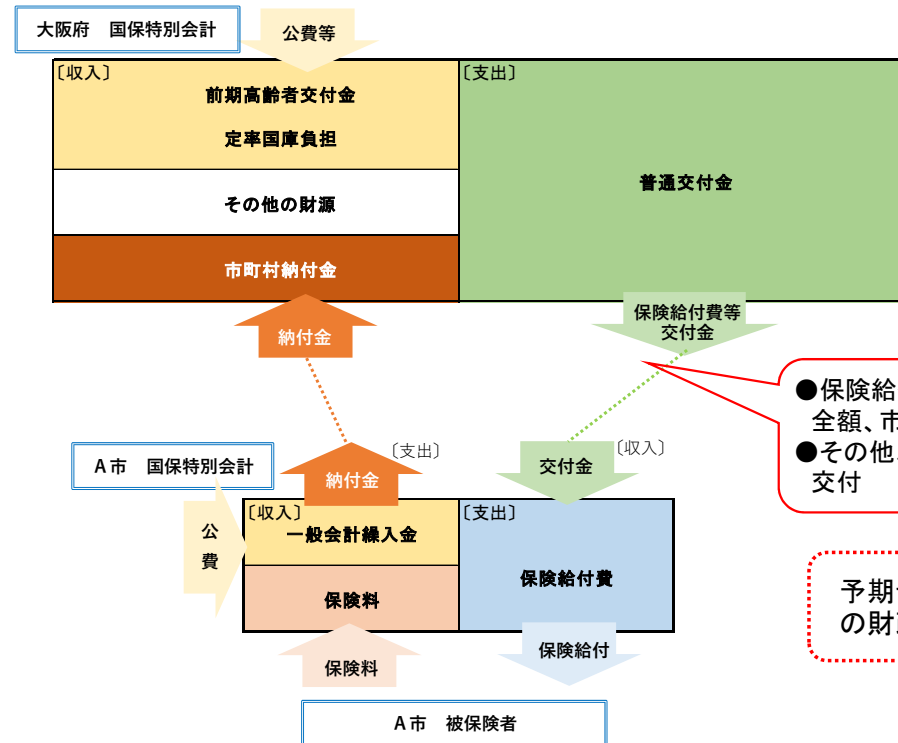 大阪府　国保特別会計
公費等
〔収入〕
前期高齢者交付金
定率国庫負担
その他の財源
市町村納付金
〔支出〕
普通交付金
納付金
保険給付費等
交付金
●保険給
全額、市
●その他
交付
A市　国保特別会計
〔支出〕
納付金
交付金
〔収入〕
公
費
〔収入〕
一般会計繰入金
保険料
〔支出〕
保険給付費
予期
の財
保険料
保険給付
A市　被保険者